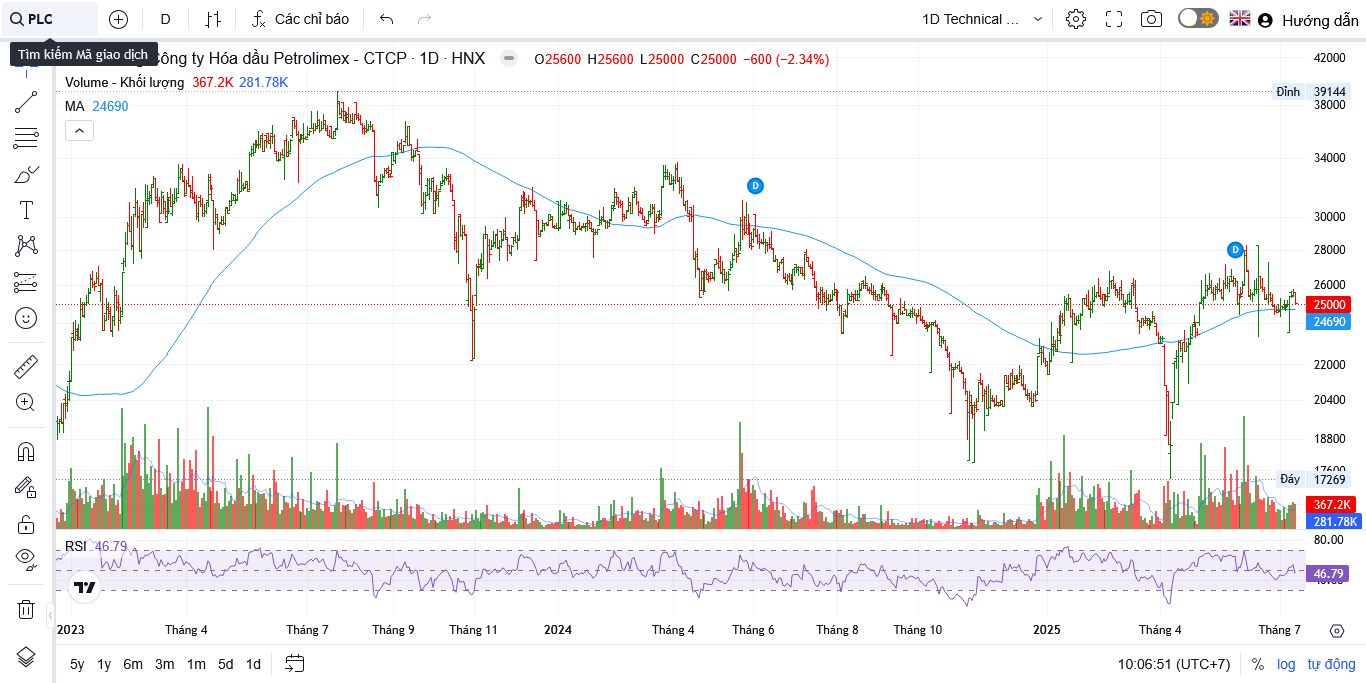 PLC
D
Các chỉ báo
1D Technical ...
Hướng dẫn
Tìm kiếm Mã giao dịch
Công ty Hóa dầu Petrolimex - CTCP · 1D · HNX
O25600 H25600 L25000 C25000 −600 (−2.34%)
Volume - Khối lượng 367.2K 281.78K
MA 24690
42000
Đỉnh 39144
38000
34000
30000
28000
26000
25000
24690
22000
20400
18800
17600
Đáy 17269
367.2K
281.78K
D
D
RSI 46.79
80.00
46.79
2023
Tháng 4
Tháng 7
Tháng 9
Tháng 11
2024
Tháng 4
Tháng 6
Tháng 8
Tháng 10
2025
Tháng 4
Tháng 7
5y 1y 6m 3m 1m 5d 1d
10:06:51 (UTC+7)
% log tự động